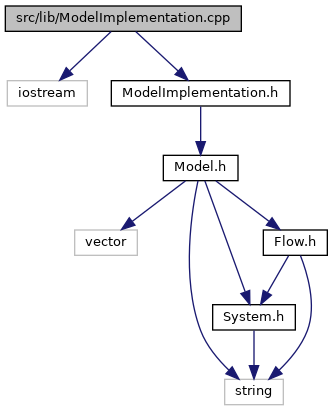 src/lib/ModelImplementation.cpp
iostream
ModelImplementation.h
Model.h
vector
Flow.h
System.h
string